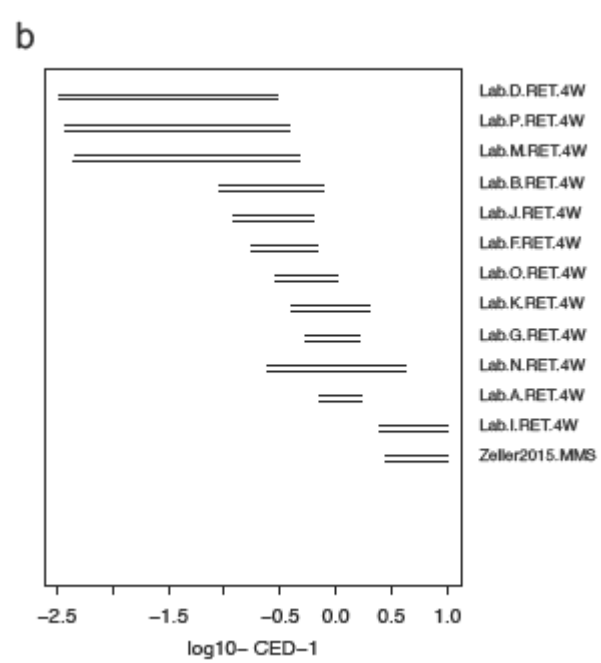 b
Lab.D.RET.4W
Lab.P.RET.4W
Lab.M.RET.4W
Lab.B.RET.4W
Lab.J.RET.4W
Lab.F.RET.4W
Lab.O.RET.4W
Lab.K.RET.4W
Lab.G.RET.4W
Lab.N.RET.4W
Lab.A.RET.4W
Lab.I.RET.4W
Zeller2015.MMS
−2.5 −1.5 −0.5 0.0 0.5 1.0
log10− CED−1